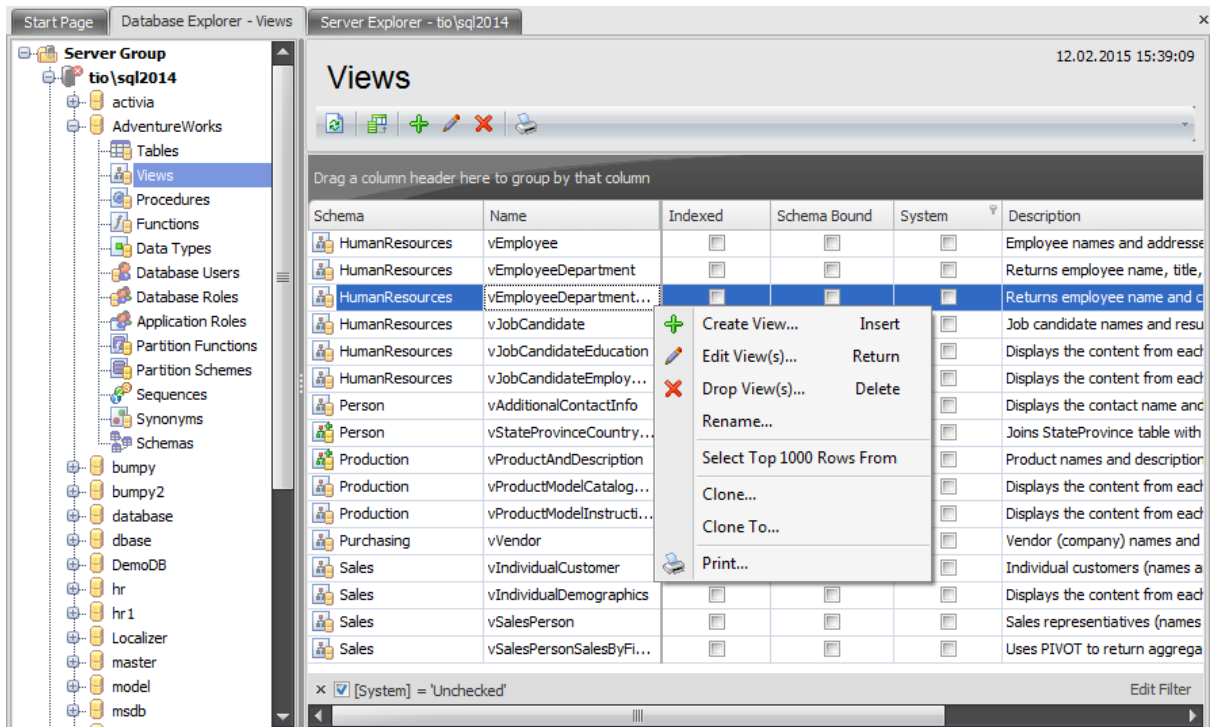 Start Page
Database Explorer - Views
Server Explorer - tio\sql2014
Server Group
tio\sql2014
activia
AdventureWorks
Tables
Views
Procedures
Functions
Data Types
Database Users
Database Roles
Application Roles
Partition Functions
Partition Schemes
Sequences
Synonyms
Schemas
bumpy
bumpy2
database
dbase
DemoDB
hr
hr1
Localizer
master
model
msdb
12.02.2015 15:39:09
Views
Drag a column header here to group by that column
Schema Name Indexed Schema Bound System Description
HumanResources vEmployee Employee names and addresse
HumanResources vEmployeeDepartment Returns employee name, title,
HumanResources vEmployeeDepartment... Returns employee name and c
HumanResources vJobCandidate Job candidate names and resu
HumanResources vJobCandidateEducation Displays the content from each
HumanResources vJobCandidateEmploy... Displays the content from each
Person vAdditionalContactInfo Displays the contact name and
Person vStateProvinceCountry... Joins StateProvince table with
Production vProductAndDescription Product names and description
Production vProductModelCatalog... Displays the content from each
Production vProductModelInstructi... Displays the content from each
Purchasing vVendor Vendor (company) names and
Sales vIndividualCustomer Individual customers (names a
Sales vIndividualDemographics Displays the content from each
Sales vSalesPerson Sales representatives (names
Sales vSalesPersonSalesByFi... Uses PIVOT to return aggrega
Create View... Insert
Edit View(s)... Return
Drop View(s)... Delete
Rename...
Select Top 1000 Rows From
Clone...
Clone To...
Print...
[System] = 'Unchecked' Edit Filter